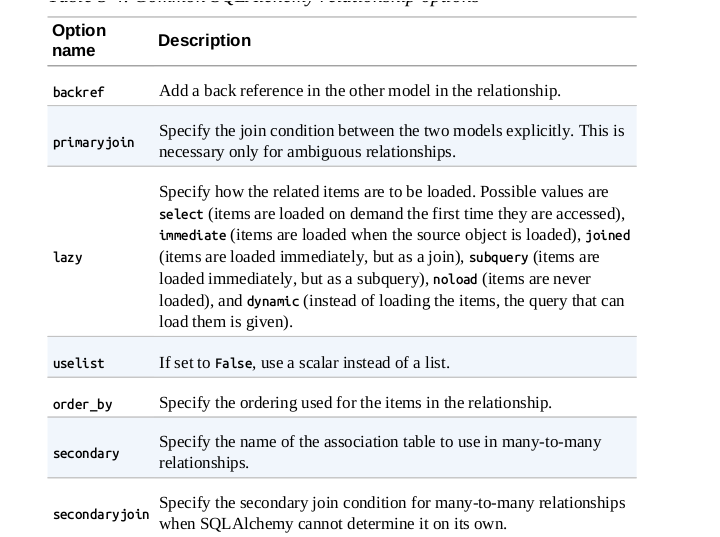 Option name
Description
backref
Add a back reference in the other model in the relationship.
primaryjoin
Specify the join condition between the two models explicitly. This is
necessary only for ambiguous relationships.
lazy
Specify how the related items are to be loaded. Possible values are
select (items are loaded on demand the first time they are accessed),
immediate (items are loaded when the source object is loaded), joined
(items are loaded immediately, but as a join), subquery (items are
loaded immediately, but as a subquery), noload (items are never
loaded), and dynamic (instead of loading the items, the query that can
load them is given).
uselist
If set to False, use a scalar instead of a list.
order_by
Specify the ordering used for the items in the relationship.
secondary
Specify the name of the association table to use in many-to-many
relationships.
secondaryjoin
Specify the secondary join condition for many-to-many relationships
when SQLAlchemy cannot determine it on its own.